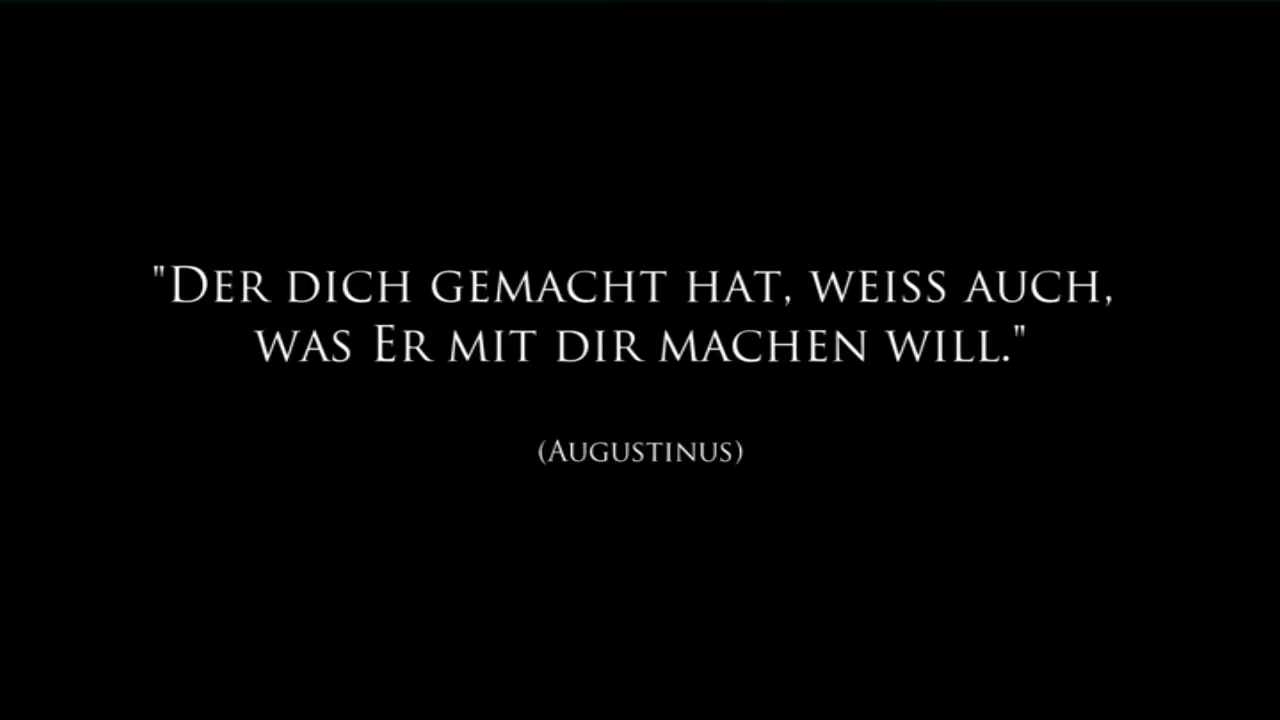 "Der dich gemacht hat, weiss auch,
was Er mit dir machen will."
(Augustinus)